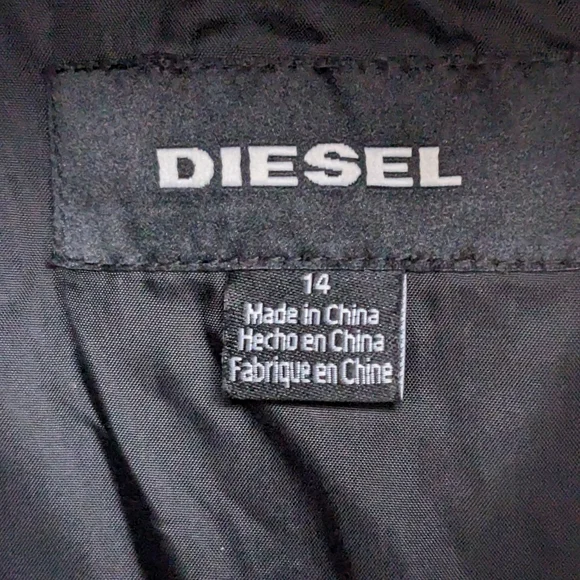 DIESEL
14
Made in China
Hecho en China
Fabrique en Chine